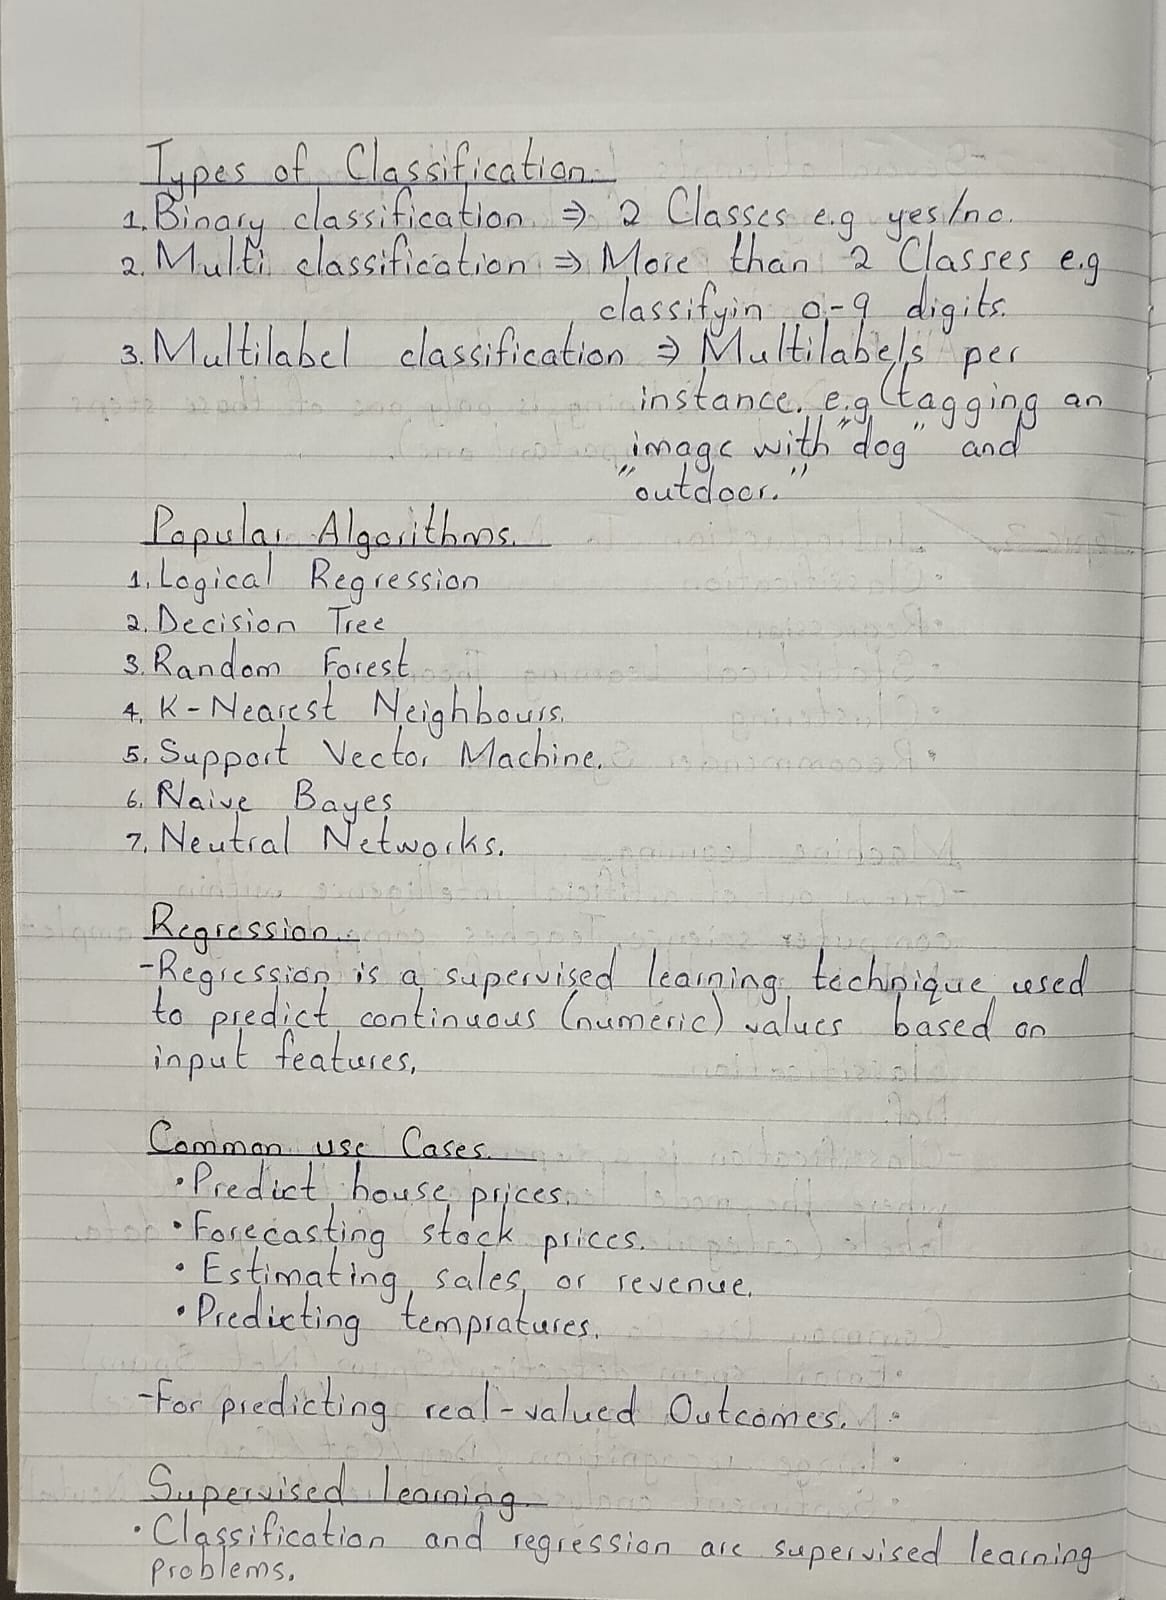 Types of Classification.
1. Binary classification ⇒ 2 Classes e.g yes/no.
2. Multi classification ⇒ More than 2 Classes e.g
classifyin 0-9 digits.
3. Multilabel classification ⇒ Multilabels per
instance. e.g (tagging an
image with "dog" and
"outdoor."
Popular Algorithms.
1. Logical Regression
2. Decision Tree
3. Random Forest
4. K-Nearest Neighbours.
5. Support Vector Machine.
6. Naive Bayes
7. Neutral Networks.
Regression.
-Regression is a supervised learning technique used
to predict continuous (numeric) values based on
input features,
Common use Cases.
• Predict house prices.
• Forecasting stock prices.
• Estimating sales or revenue.
• Predicting tempratures.
-For predicting real-valued Outcomes.
Supervised learning
• Classification and regression are supervised learning
problems.